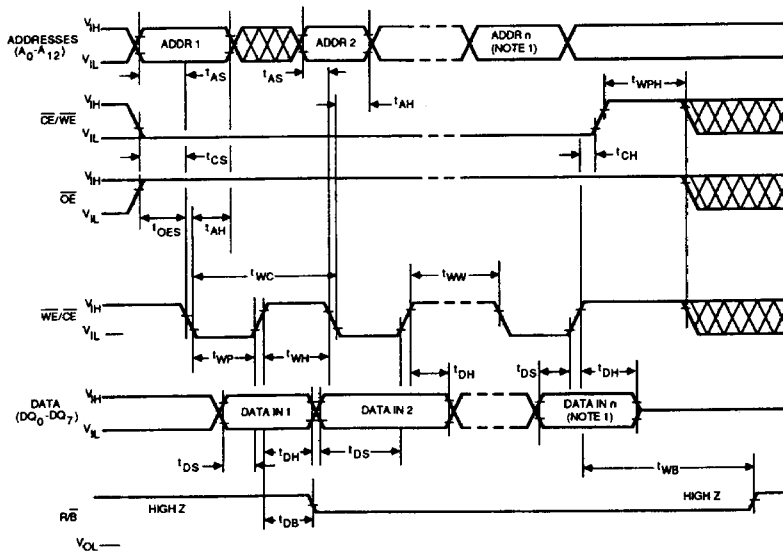 ADDRESSES
(A0-A12)
VIH
VIL
ADDR 1
ADDR 2
ADDR n
(NOTE 1)
tAS
tAS
tAH
tWPH
CE/WE
VIH
VIL
tCS
tCH
OE
VIH
VIL
tOES
tAH
tWC
tWW
WE/CE
VIH
VIL
tWP
tWH
tDH
tDS
tDH
DATA
(DQ0-DQ7)
VIH
VIL
DATA IN 1
DATA IN 2
DATA IN n
(NOTE 1)
tDS
tDH
tDS
tWB
R/B
HIGH Z
HIGH Z
tDB
VOL